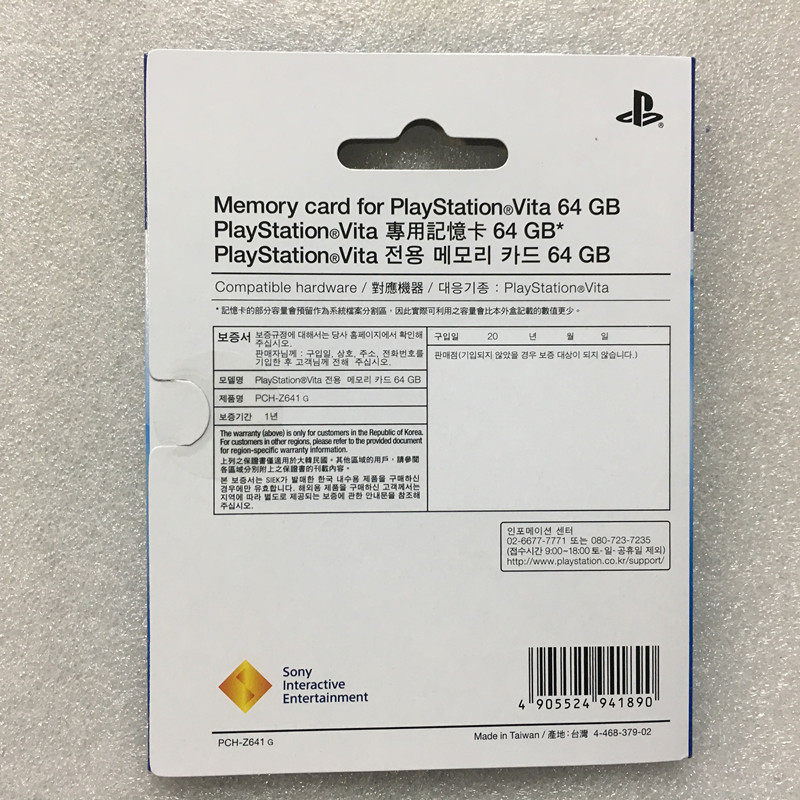 Memory card for PlayStation®Vita 64 GB
PlayStation®Vita 專用記憶卡 64 GB*
PlayStation®Vita 전용 메모리 카드 64 GB
Compatible hardware / 對應機器 / 대응기종 : PlayStation®Vita
* 記憶卡的部分容量會預留作為系統檔案分割區，因此實際可利用之容量會比本外盒記載的數值更少。
보증서 보증규정에 대해서는 당사 홈페이지에서 확인해
주십시오.
판매자님께 : 구입일, 상호, 주소, 전화번호를
기입한 후 고객님께 전해 주십시오.
모델명 PlayStation®Vita 전용 메모리 카드 64 GB
제품명 PCH-Z641 G
보증기간 1년
The warranty (above) is only for customers in the Republic of Korea.
For customers in other regions, please refer to the provided document
for region-specific warranty information.
上列之保證書僅適用於大韓民國。其他區域的用戶，請參閱
各區域分別附上之保證書的刊載內容。
본 보증서는 SIEK가 발매한 한국 내수용 제품을 구매하신
경우에만 유효합니다. 해외용 제품을 구매하신 고객께서는
지역에 따라 별도로 제공되는 보증에 관한 안내문을 참조해
주십시오.
구입일 20 년 월 일
판매점(기입되지 않았을 경우 보증 대상이 되지 않습니다.)
인포메이션 센터
02-6677-7771 또는 080-723-7235
(접수시간 9:00~18:00 토·일·공휴일 제외)
http://www.playstation.co.kr/support/
Sony
Interactive
Entertainment
4 905524 941890
PCH-Z641 G
Made in Taiwan / 產地：台灣 4-468-379-02